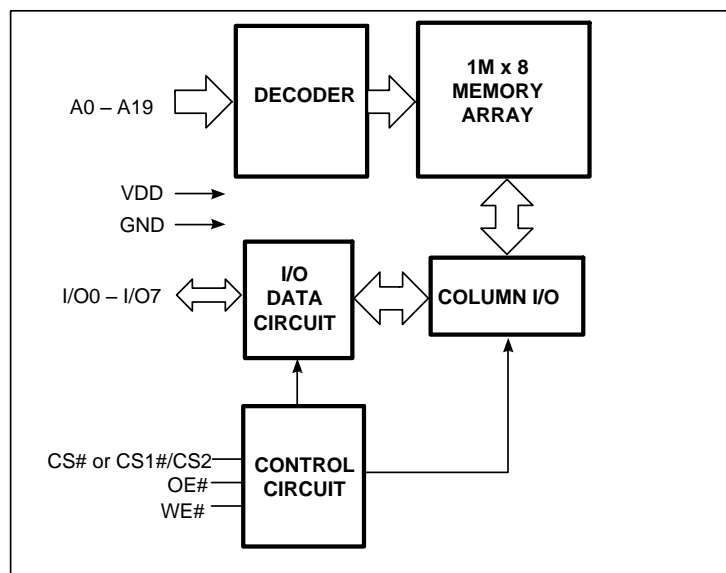 A0 – A19
DECODER
1M x 8
MEMORY
ARRAY
VDD
GND
I/O0 – I/O7
I/O
DATA
CIRCUIT
COLUMN I/O
CS# or CS1#/CS2
OE#
WE#
CONTROL
CIRCUIT